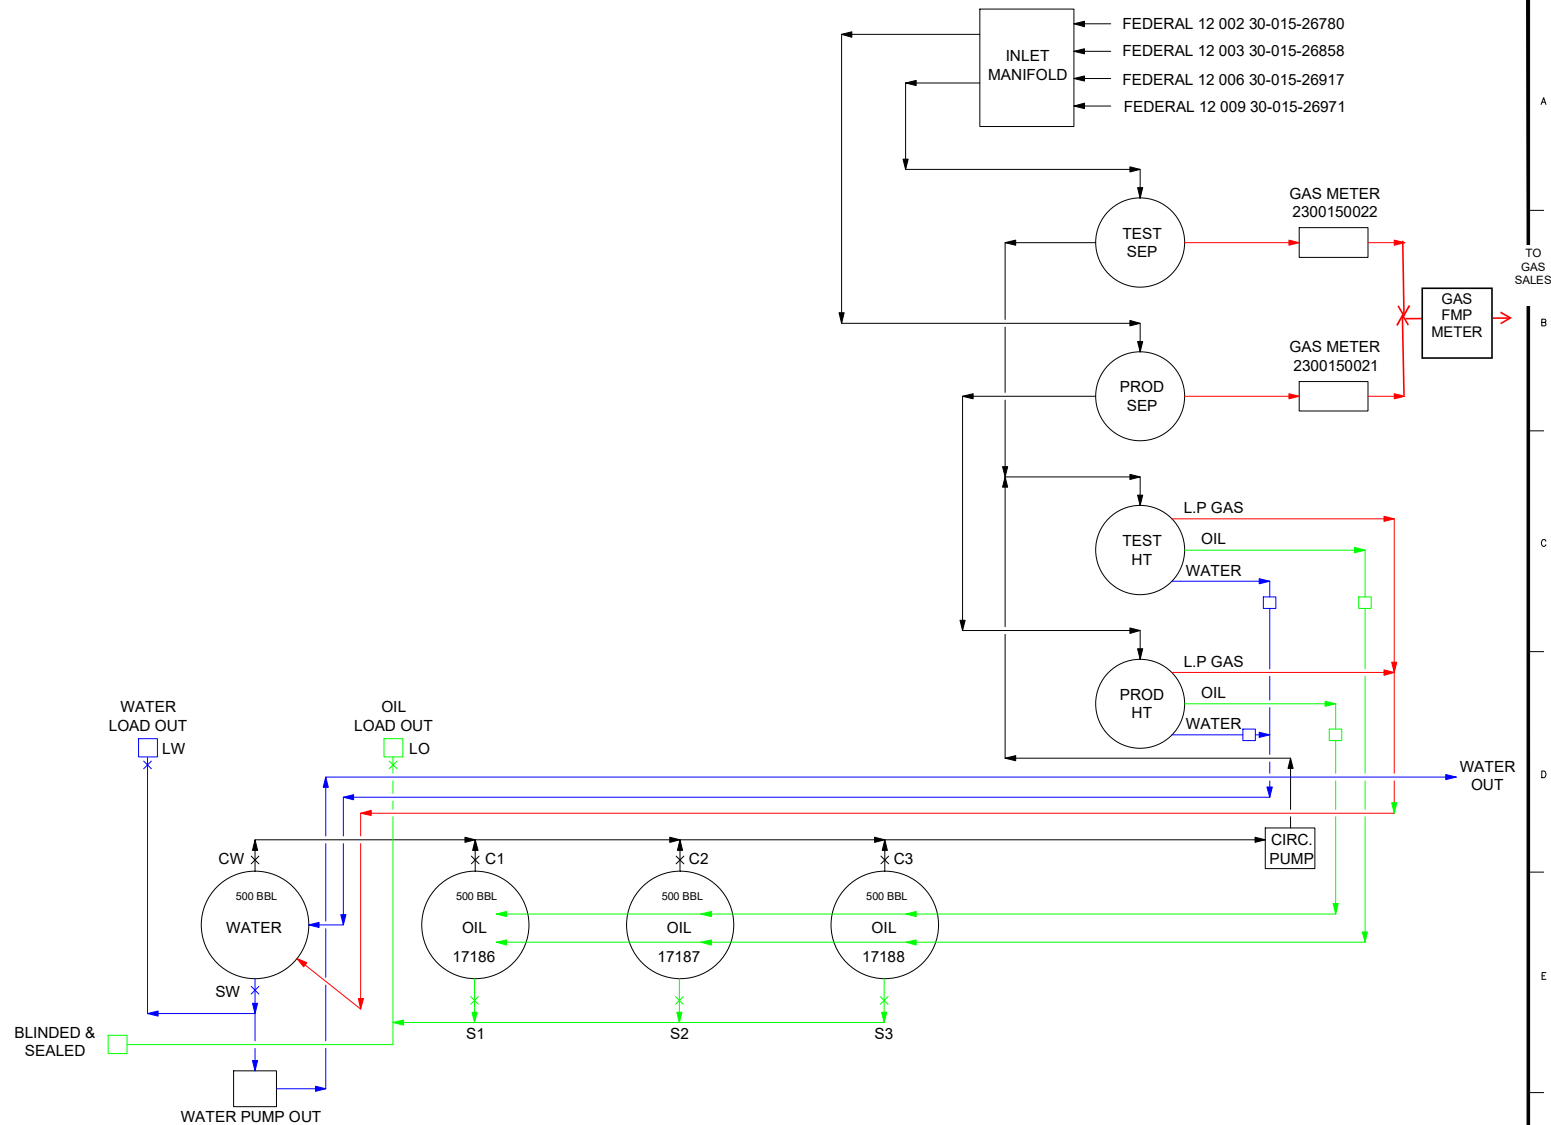 FEDERAL 12 002 30-015-26780
INLET
MANIFOLD
FEDERAL 12 003 30-015-26858
FEDERAL 12 006 30-015-26917
FEDERAL 12 009 30-015-26971
A
GAS METER
2300150022
TEST
SEP
TO
GAS
SALES
GAS
FMP
METER
B
GAS METER
2300150021
PROD
SEP
L.P GAS
TEST
HT
OIL
WATER
C
L.P GAS
PROD
HT
OIL
WATER
WATER
LOAD OUT
LW
OIL
LOAD OUT
LO
WATER
OUT
D
CIRC.
PUMP
CW
C1
C2
C3
500 BBL
WATER
500 BBL
OIL
17186
500 BBL
OIL
17187
500 BBL
OIL
17188
E
SW
S1
S2
S3
BLINDED &
SEALED
WATER PUMP OUT